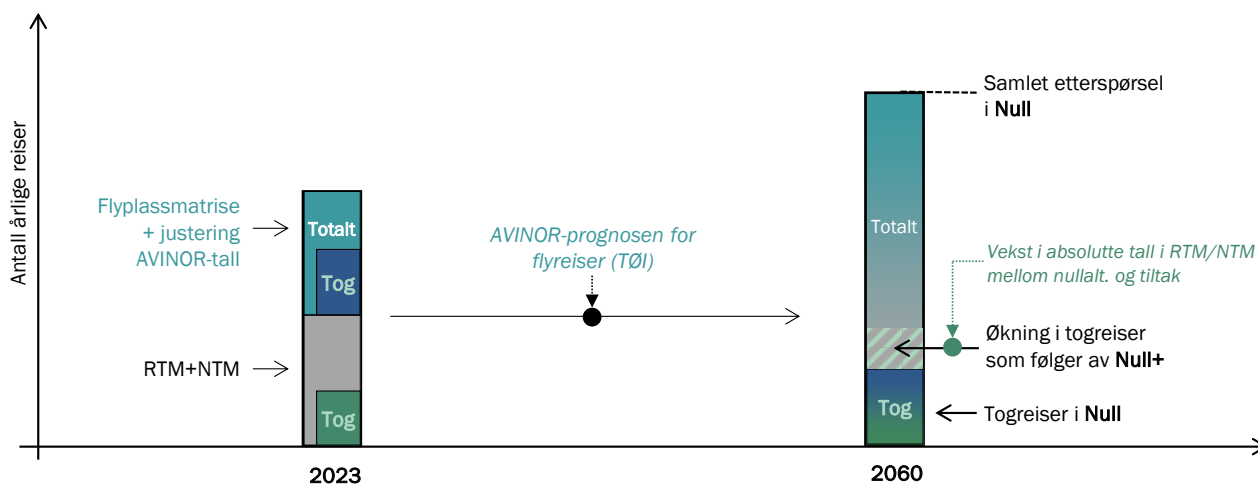 Antall årlige reiser
Flyplassmatrise
+ justering
AVINOR-tall
RTM+NTM
Totalt
Tog
Tog
2023
AVINOR-prognosen for
flyreiser (TØI)
Totalt
Tog
2060
Samlet etterspørsel
i Null
Vekst i absolutte tall i RTM/NTM
mellom nullalt. og tiltak
Økning i togreiser
som følger av Null+
Togreiser i Null